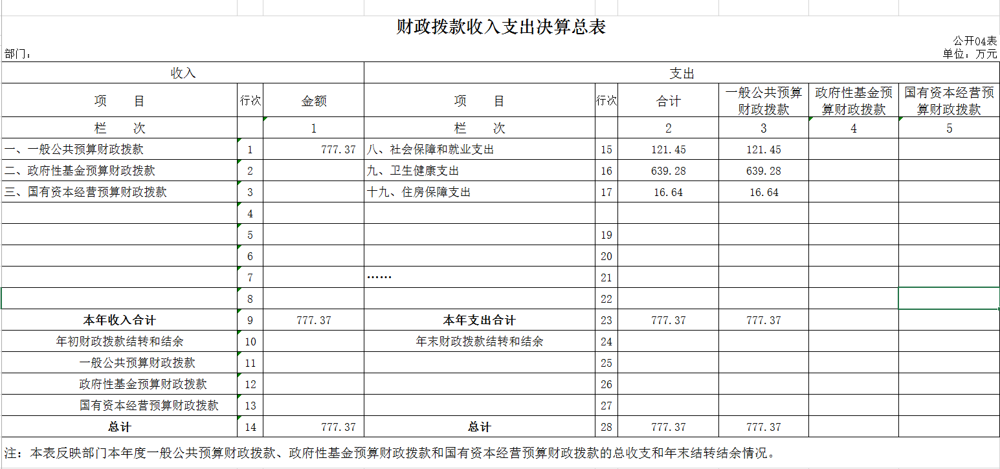 财政拨款收入支出决算总表
公开04表
部门：
单位：万元
收入 支出
项 目 行次 金额 项 目 行次 合计 一般公共预算 政府性基金预 国有资本经营预
财政拨款 算财政拨款 算财政拨款
栏 次 1 栏 次 2 3 4 5
一、一般公共预算财政拨款 1 777.37 八、社会保障和就业支出 15 121.45 121.45
二、政府性基金预算财政拨款 2 九、卫生健康支出 16 639.28 639.28
三、国有资本经营预算财政拨款 3 十九、住房保障支出 17 16.64 16.64
4
5 19
6 20
7 …… 21
8 22
本年收入合计 9 777.37 本年支出合计 23 777.37 777.37
年初财政拨款结转和结余 10 年末财政拨款结转和结余 24
一般公共预算财政拨款 11 25
政府性基金预算财政拨款 12 26
国有资本经营预算财政拨款 13 27
总计 14 777.37 总计 28 777.37 777.37
注：本表反映部门本年度一般公共预算财政拨款、政府性基金预算财政拨款和国有资本经营预算财政拨款的总收支和年末结转结余情况。